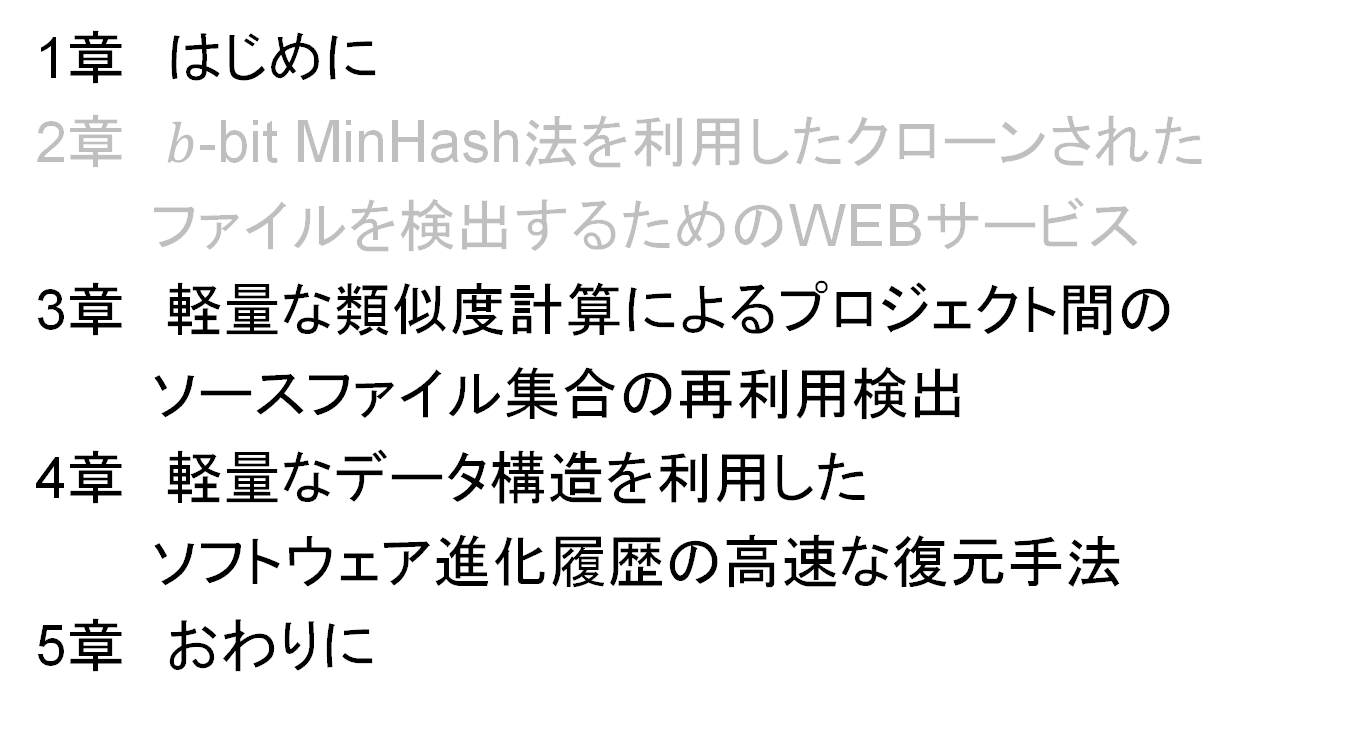 1章 はじめに
2章 b-bit MinHash法を利用したクローンされた
ファイルを検出するためのWEBサービス
3章 軽量な類似度計算によるプロジェクト間の
ソースファイル集合の再利用検出
4章 軽量なデータ構造を利用した
ソフトウェア進化履歴の高速な復元手法
5章 おわりに